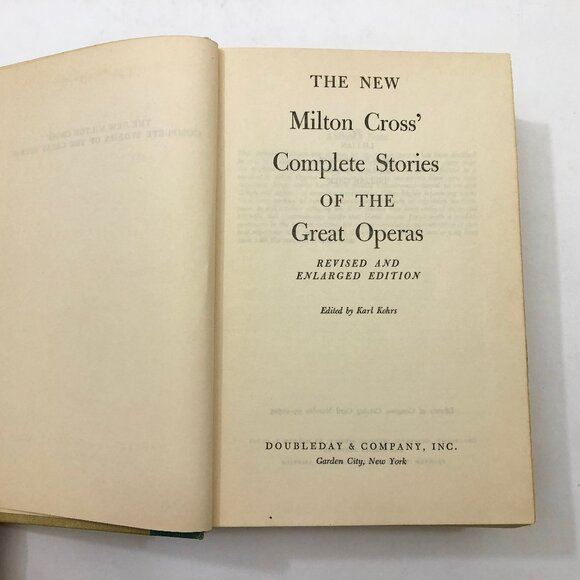 THE NEW
Milton Cross'
Complete Stories
OF THE
Great Operas
REVISED AND
ENLARGED EDITION
Edited by Karl Kohrs
DOUBLEDAY & COMPANY, INC.
Garden City, New York